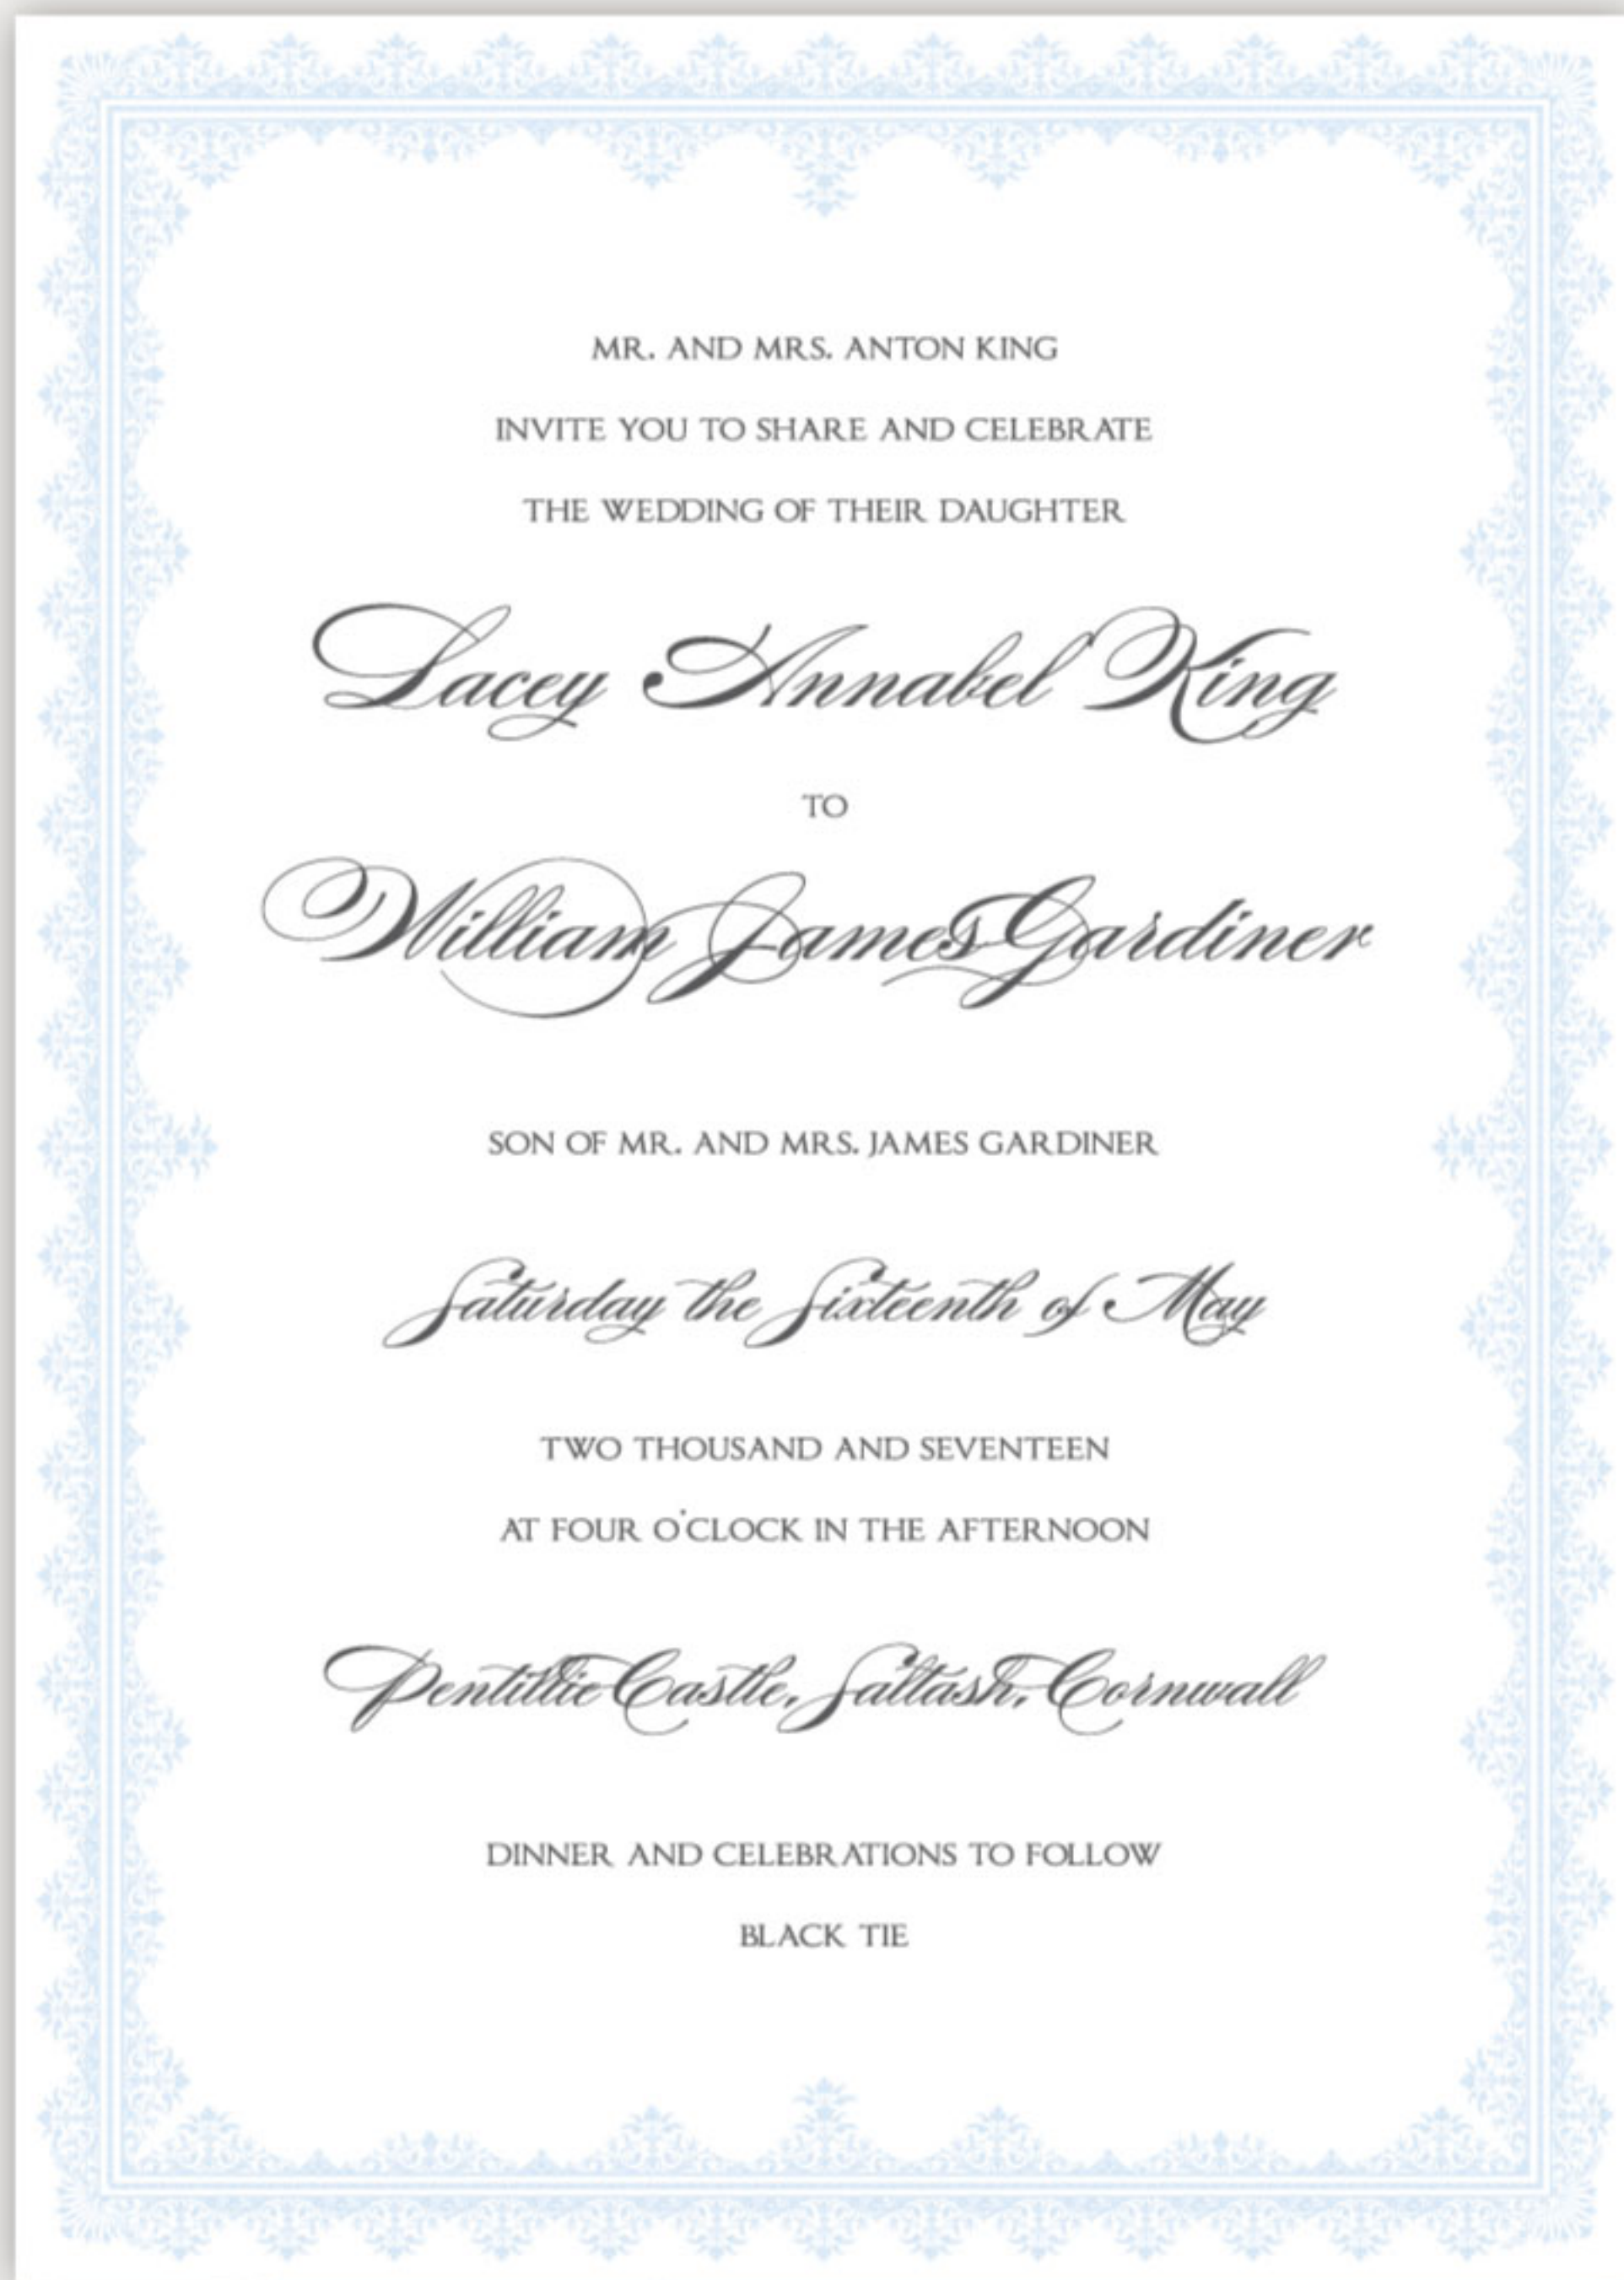 MR. AND MRS. ANTON KING
INVITE YOU TO SHARE AND CELEBRATE
THE WEDDING OF THEIR DAUGHTER
Lacey Annabel King
TO
William James Gardiner
SON OF MR. AND MRS. JAMES GARDINER
Saturday the Sixteenth of May
TWO THOUSAND AND SEVENTEEN
AT FOUR O'CLOCK IN THE AFTERNOON
Pentillie Castle, Saltash, Cornwall
DINNER AND CELEBRATIONS TO FOLLOW
BLACK TIE